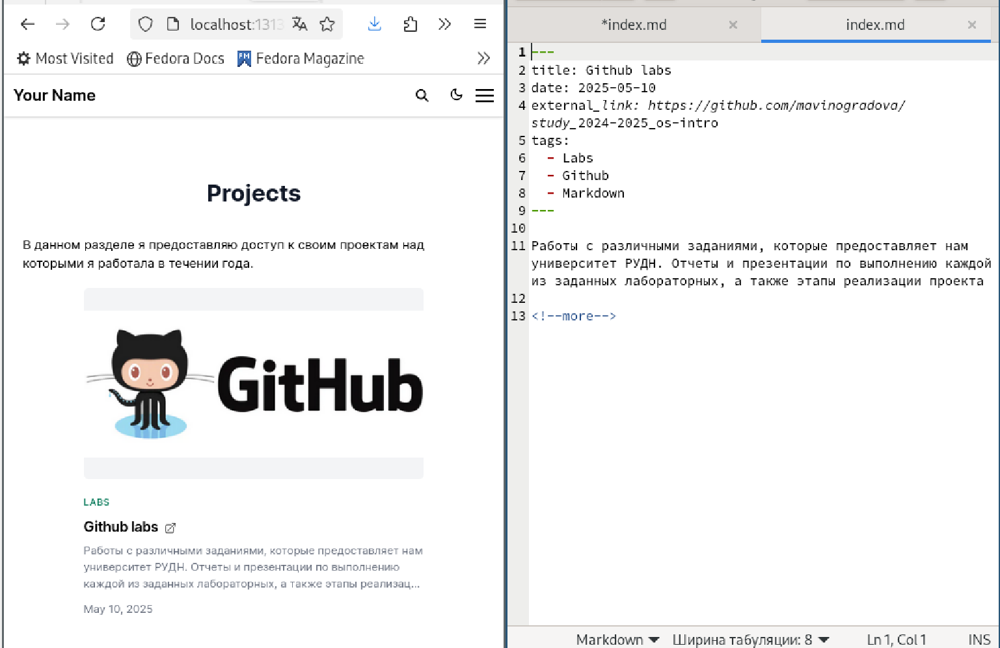 localhost:1313
Most Visited Fedora Docs Fedora Magazine
Your Name
Projects
В данном разделе я предоставляю доступ к своим проектам над
которыми я работала в течении года.
GitHub
LABS
Github labs
Работы с различными заданиями, которые предоставляет нам
университет РУДН. Отчеты и презентации по выполнению
каждой из заданных лабораторных, а также этапы реализац...
May 10, 2025
*index.md index.md
1 ---
2 title: Github labs
3 date: 2025-05-10
4 external_link: https://github.com/mavinogradova/
study_2024-2025_os-intro
5 tags:
6 - Labs
7 - Github
8 - Markdown
9 ---
10
11 Работы с различными заданиями, которые предоставляет нам
университет РУДН. Отчеты и презентации по выполнению каждой
из заданных лабораторных, а также этапы реализации проекта
12
13 <!--more-->
Markdown Ширина табуляции: 8 Ln 1, Col 1 INS